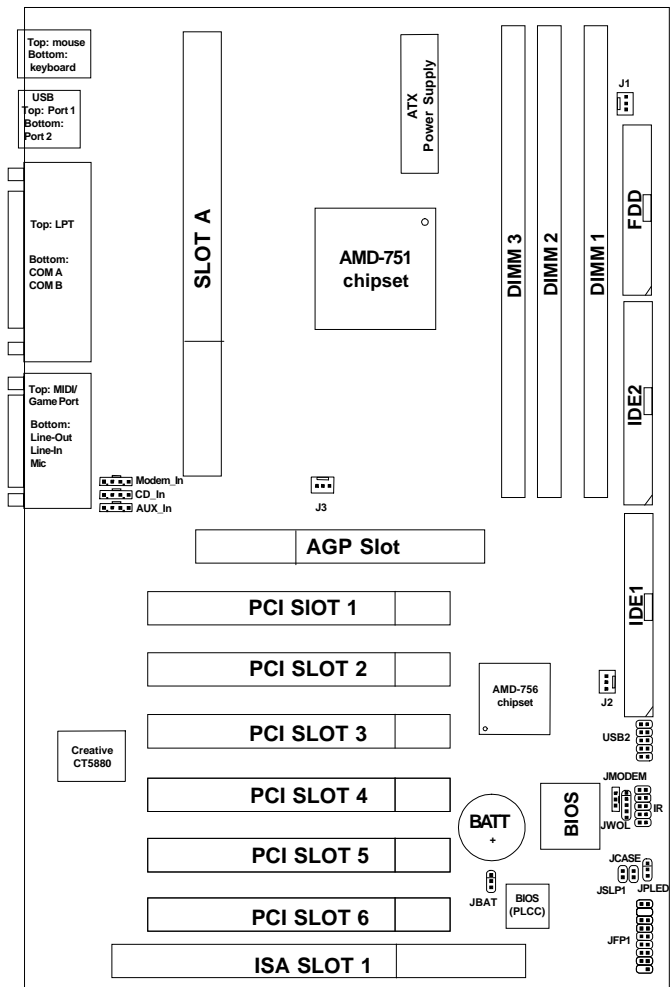 Top: mouse
Bottom:
keyboard
USB
Top: Port 1
Bottom:
Port 2
Top: LPT
Bottom:
COM A
COM B
Top: MIDI/
Game Port
Bottom:
Line-Out
Line-In
Mic
Modem_In
CD_In
AUX_In
SLOT A
ATX
Power Supply
AMD-751
chipset
DIMM 3
DIMM 2
DIMM 1
J1
FDD
IDE2
J3
AGP Slot
IDE1
PCI SlOT 1
PCI SLOT 2
AMD-756
chipset
J2
USB2
PCI SLOT 3
Creative
CT5880
PCI SLOT 4
BATT
+
BIOS
JMODEM
IR
JWOL
PCI SLOT 5
JBAT
BIOS
(PLCC)
JCASE
JSLP1
JPLED
PCI SLOT 6
JFP1
ISA SLOT 1